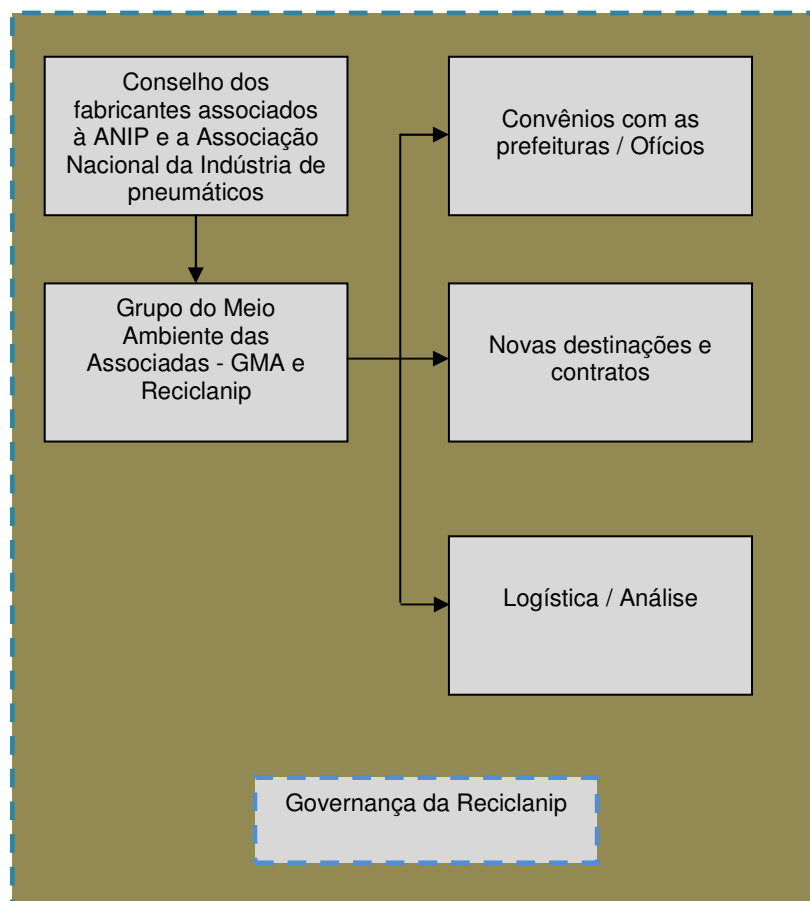 Conselho dos
fabricantes associados
à ANIP e a Associação
Nacional da Indústria de
pneumáticos
Grupo do Meio
Ambiente das
Associadas - GMA e
Reciclanip
Convênios com as
prefeituras / Ofícios
Novas destinações e
contratos
Logística / Análise
Governança da Reciclanip